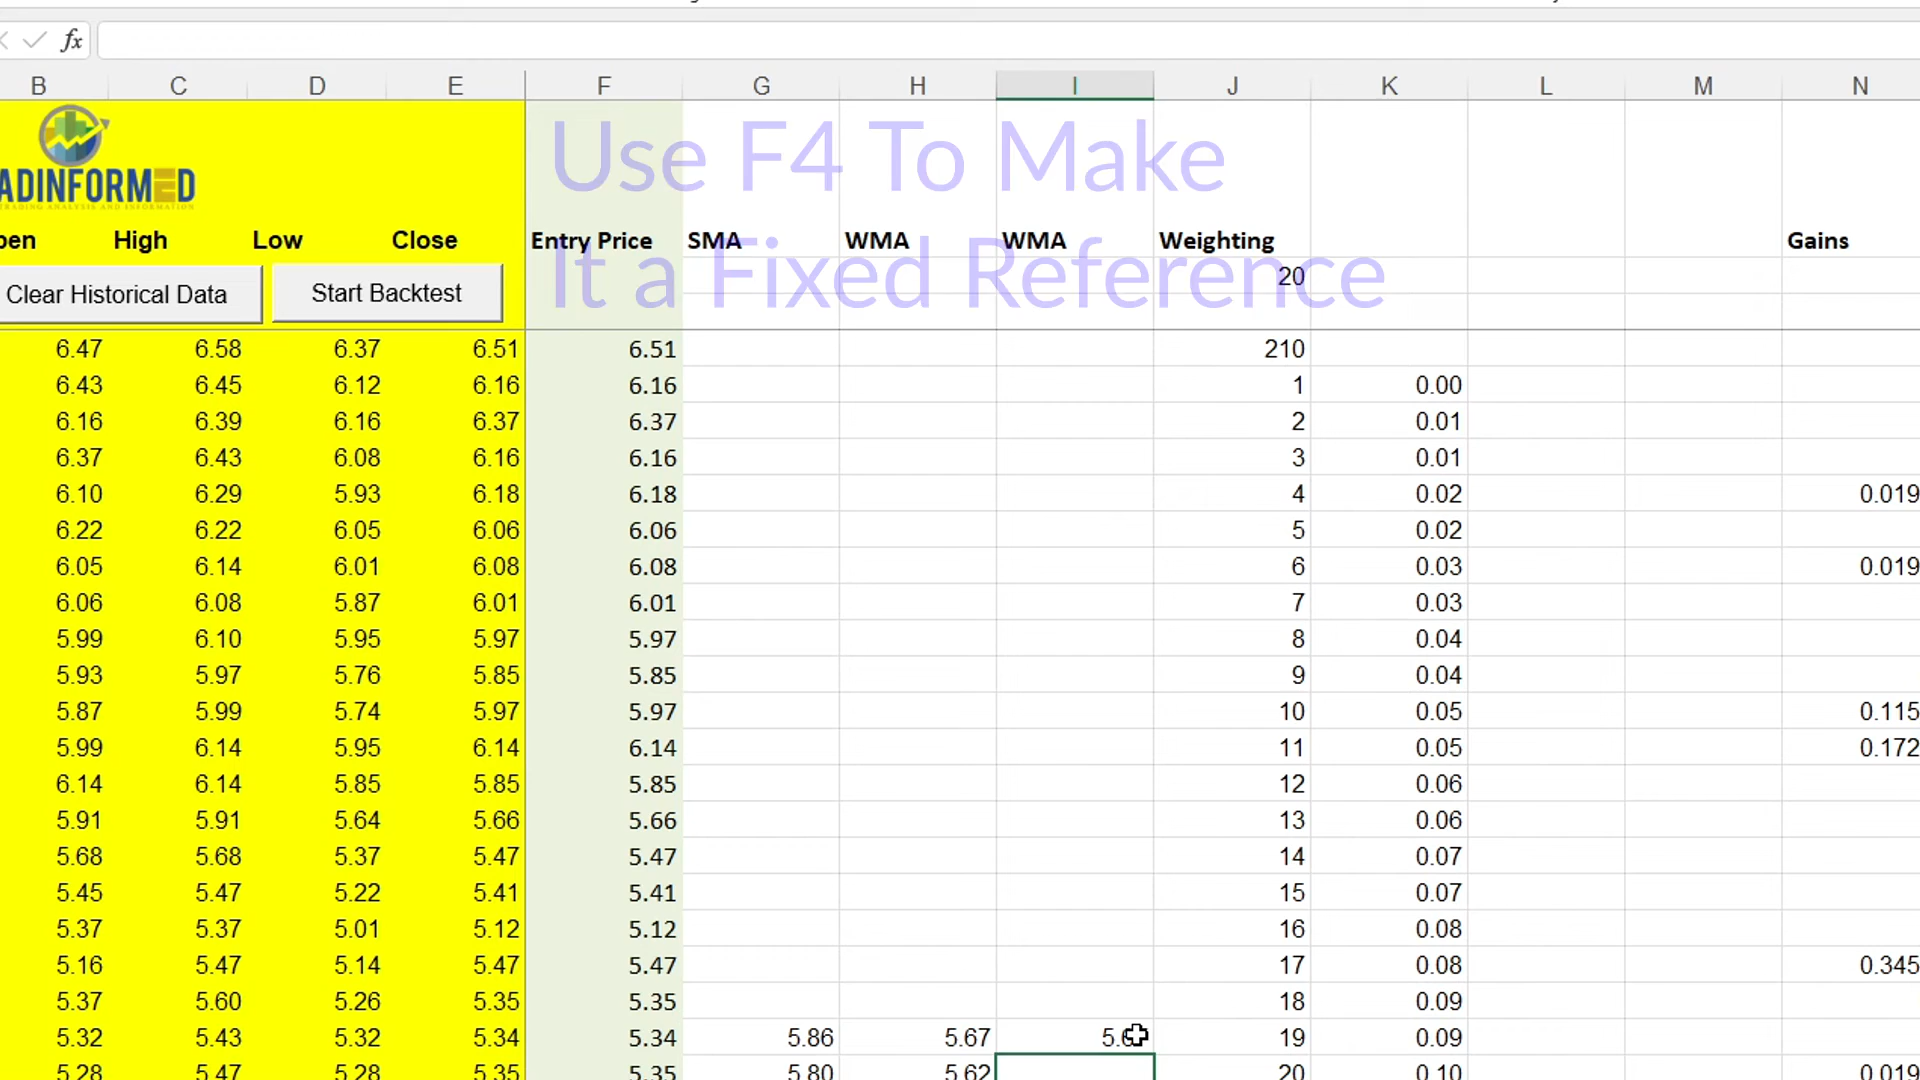 fx
B C D E F G H I J K L M N
ADINFORMED
TRADING ANALYSIS AND INFORMATION
Use F4 To Make
It a Fixed Reference
pen High Low Close Entry Price SMA WMA WMA Weighting Gains
Clear Historical Data Start Backtest 20
6.47 6.58 6.37 6.51 6.51 210
6.43 6.45 6.12 6.16 6.16 1 0.00
6.16 6.39 6.16 6.37 6.37 2 0.01
6.37 6.43 6.08 6.16 6.16 3 0.01
6.10 6.29 5.93 6.18 6.18 4 0.02 0.019
6.22 6.22 6.05 6.06 6.06 5 0.02
6.05 6.14 6.01 6.08 6.08 6 0.03 0.019
6.06 6.08 5.87 6.01 6.01 7 0.03
5.99 6.10 5.95 5.97 5.97 8 0.04
5.93 5.97 5.76 5.85 5.85 9 0.04
5.87 5.99 5.74 5.97 5.97 10 0.05 0.115
5.99 6.14 5.95 6.14 6.14 11 0.05 0.172
6.14 6.14 5.85 5.85 5.85 12 0.06
5.91 5.91 5.64 5.66 5.66 13 0.06
5.68 5.68 5.37 5.47 5.47 14 0.07
5.45 5.47 5.22 5.41 5.41 15 0.07
5.37 5.37 5.01 5.12 5.12 16 0.08
5.16 5.47 5.14 5.47 5.47 17 0.08 0.345
5.37 5.60 5.26 5.35 5.35 18 0.09
5.32 5.43 5.32 5.34 5.34 5.86 5.67 19 0.09
5.28 5.47 5.28 5.35 5.35 5.80 5.62 20 0.10 0.019